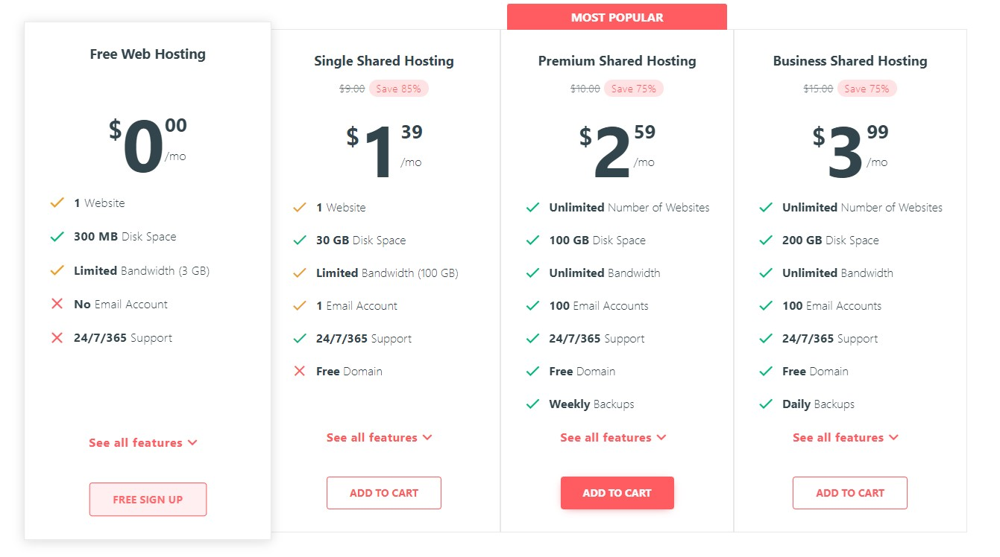 Free Web Hosting
$0 00 /mo
1 Website
300 MB Disk Space
Limited Bandwidth (3 GB)
No Email Account
24/7/365 Support
See all features
FREE SIGN UP
Single Shared Hosting
$9.00 Save 85%
$1 39 /mo
1 Website
30 GB Disk Space
Limited Bandwidth (100 GB)
1 Email Account
24/7/365 Support
Free Domain
See all features
ADD TO CART
MOST POPULAR
Premium Shared Hosting
$10.00 Save 75%
$2 59 /mo
Unlimited Number of Websites
100 GB Disk Space
Unlimited Bandwidth
100 Email Accounts
24/7/365 Support
Free Domain
Weekly Backups
See all features
ADD TO CART
Business Shared Hosting
$15.00 Save 75%
$3 99 /mo
Unlimited Number of Websites
200 GB Disk Space
Unlimited Bandwidth
100 Email Accounts
24/7/365 Support
Free Domain
Daily Backups
See all features
ADD TO CART